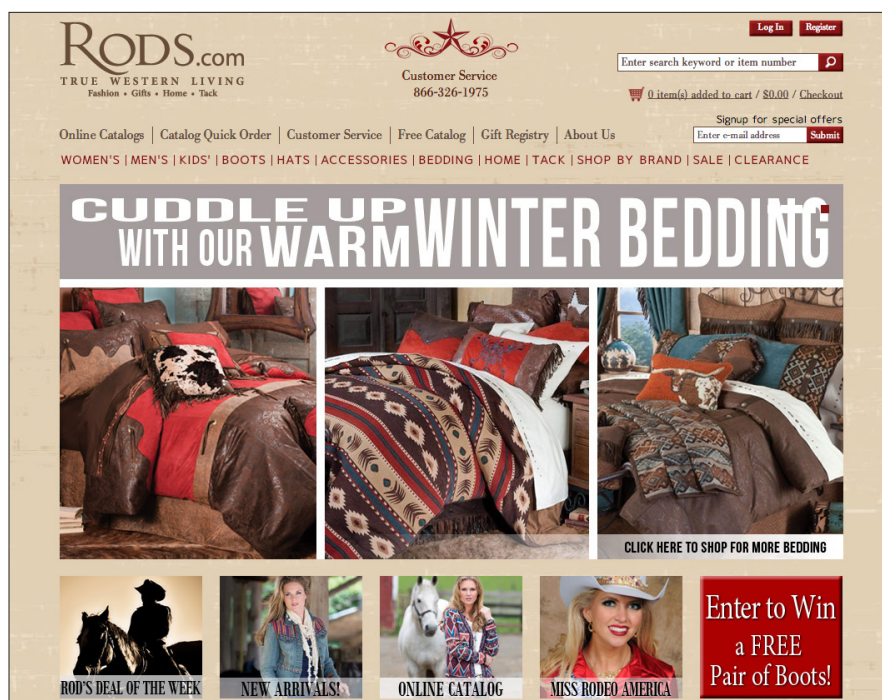 RODS.com
TRUE WESTERN LIVING
Fashion • Gifts • Home • Tack
Customer Service
866-326-1975
Log In Register
Enter search keyword or item number
0 item(s) added to cart / $0.00 / Checkout
Signup for special offers
Enter e-mail address Submit
Online Catalogs | Catalog Quick Order | Customer Service | Free Catalog | Gift Registry | About Us
WOMEN'S | MEN'S | KIDS' | BOOTS | HATS | ACCESSORIES | BEDDING | HOME | TACK | SHOP BY BRAND | SALE | CLEARANCE
CUDDLE UP
WITH OUR WARM WINTER BEDDING
CLICK HERE TO SHOP FOR MORE BEDDING
ROD'S DEAL OF THE WEEK
NEW ARRIVALS!
ONLINE CATALOG
MISS RODEO AMERICA
Enter to Win
a FREE
Pair of Boots!